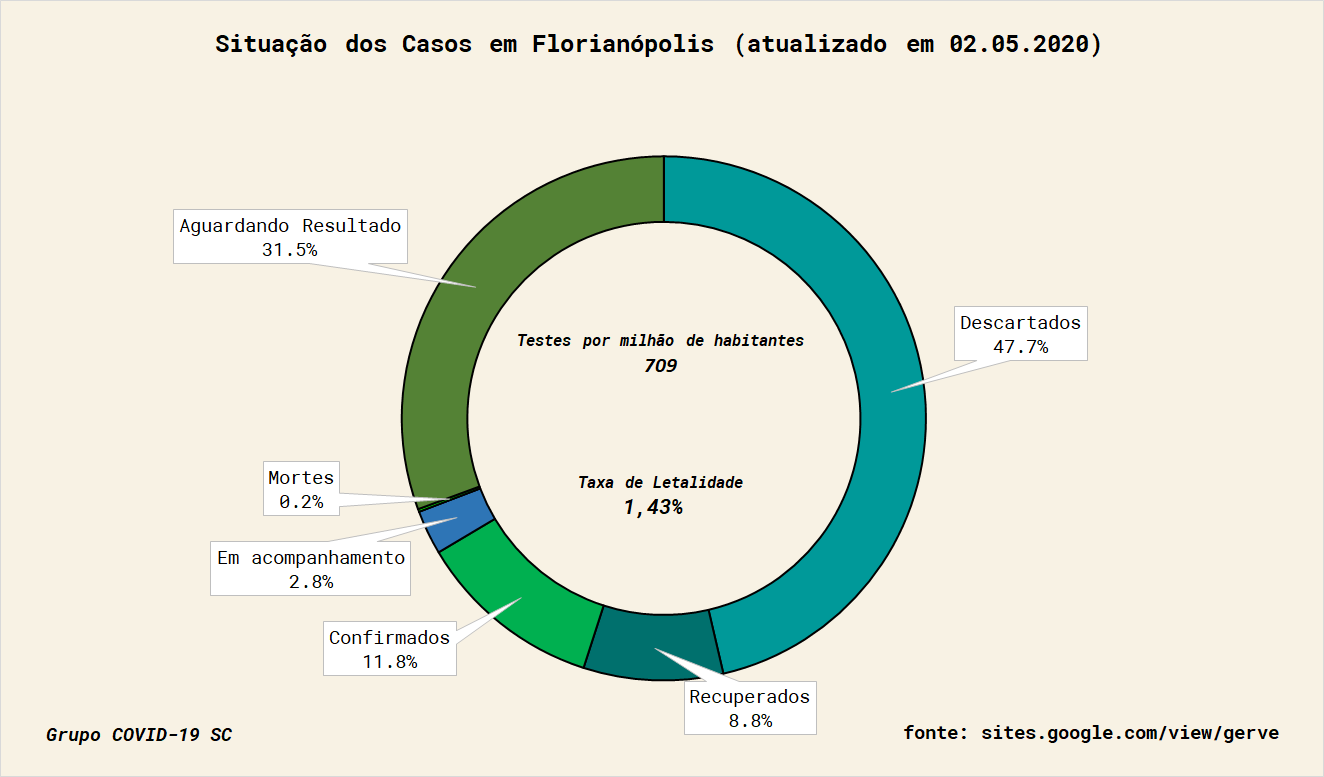 Situação dos Casos em Florianópolis (atualizado em 02.05.2020)
Aguardando Resultado
31.5%
Descartados
47.7%
Testes por milhão de habitantes
709
Mortes
0.2%
Taxa de Letalidade
1,43%
Em acompanhamento
2.8%
Confirmados
11.8%
Recuperados
8.8%
Grupo COVID-19 SC
fonte: sites.google.com/view/gerve